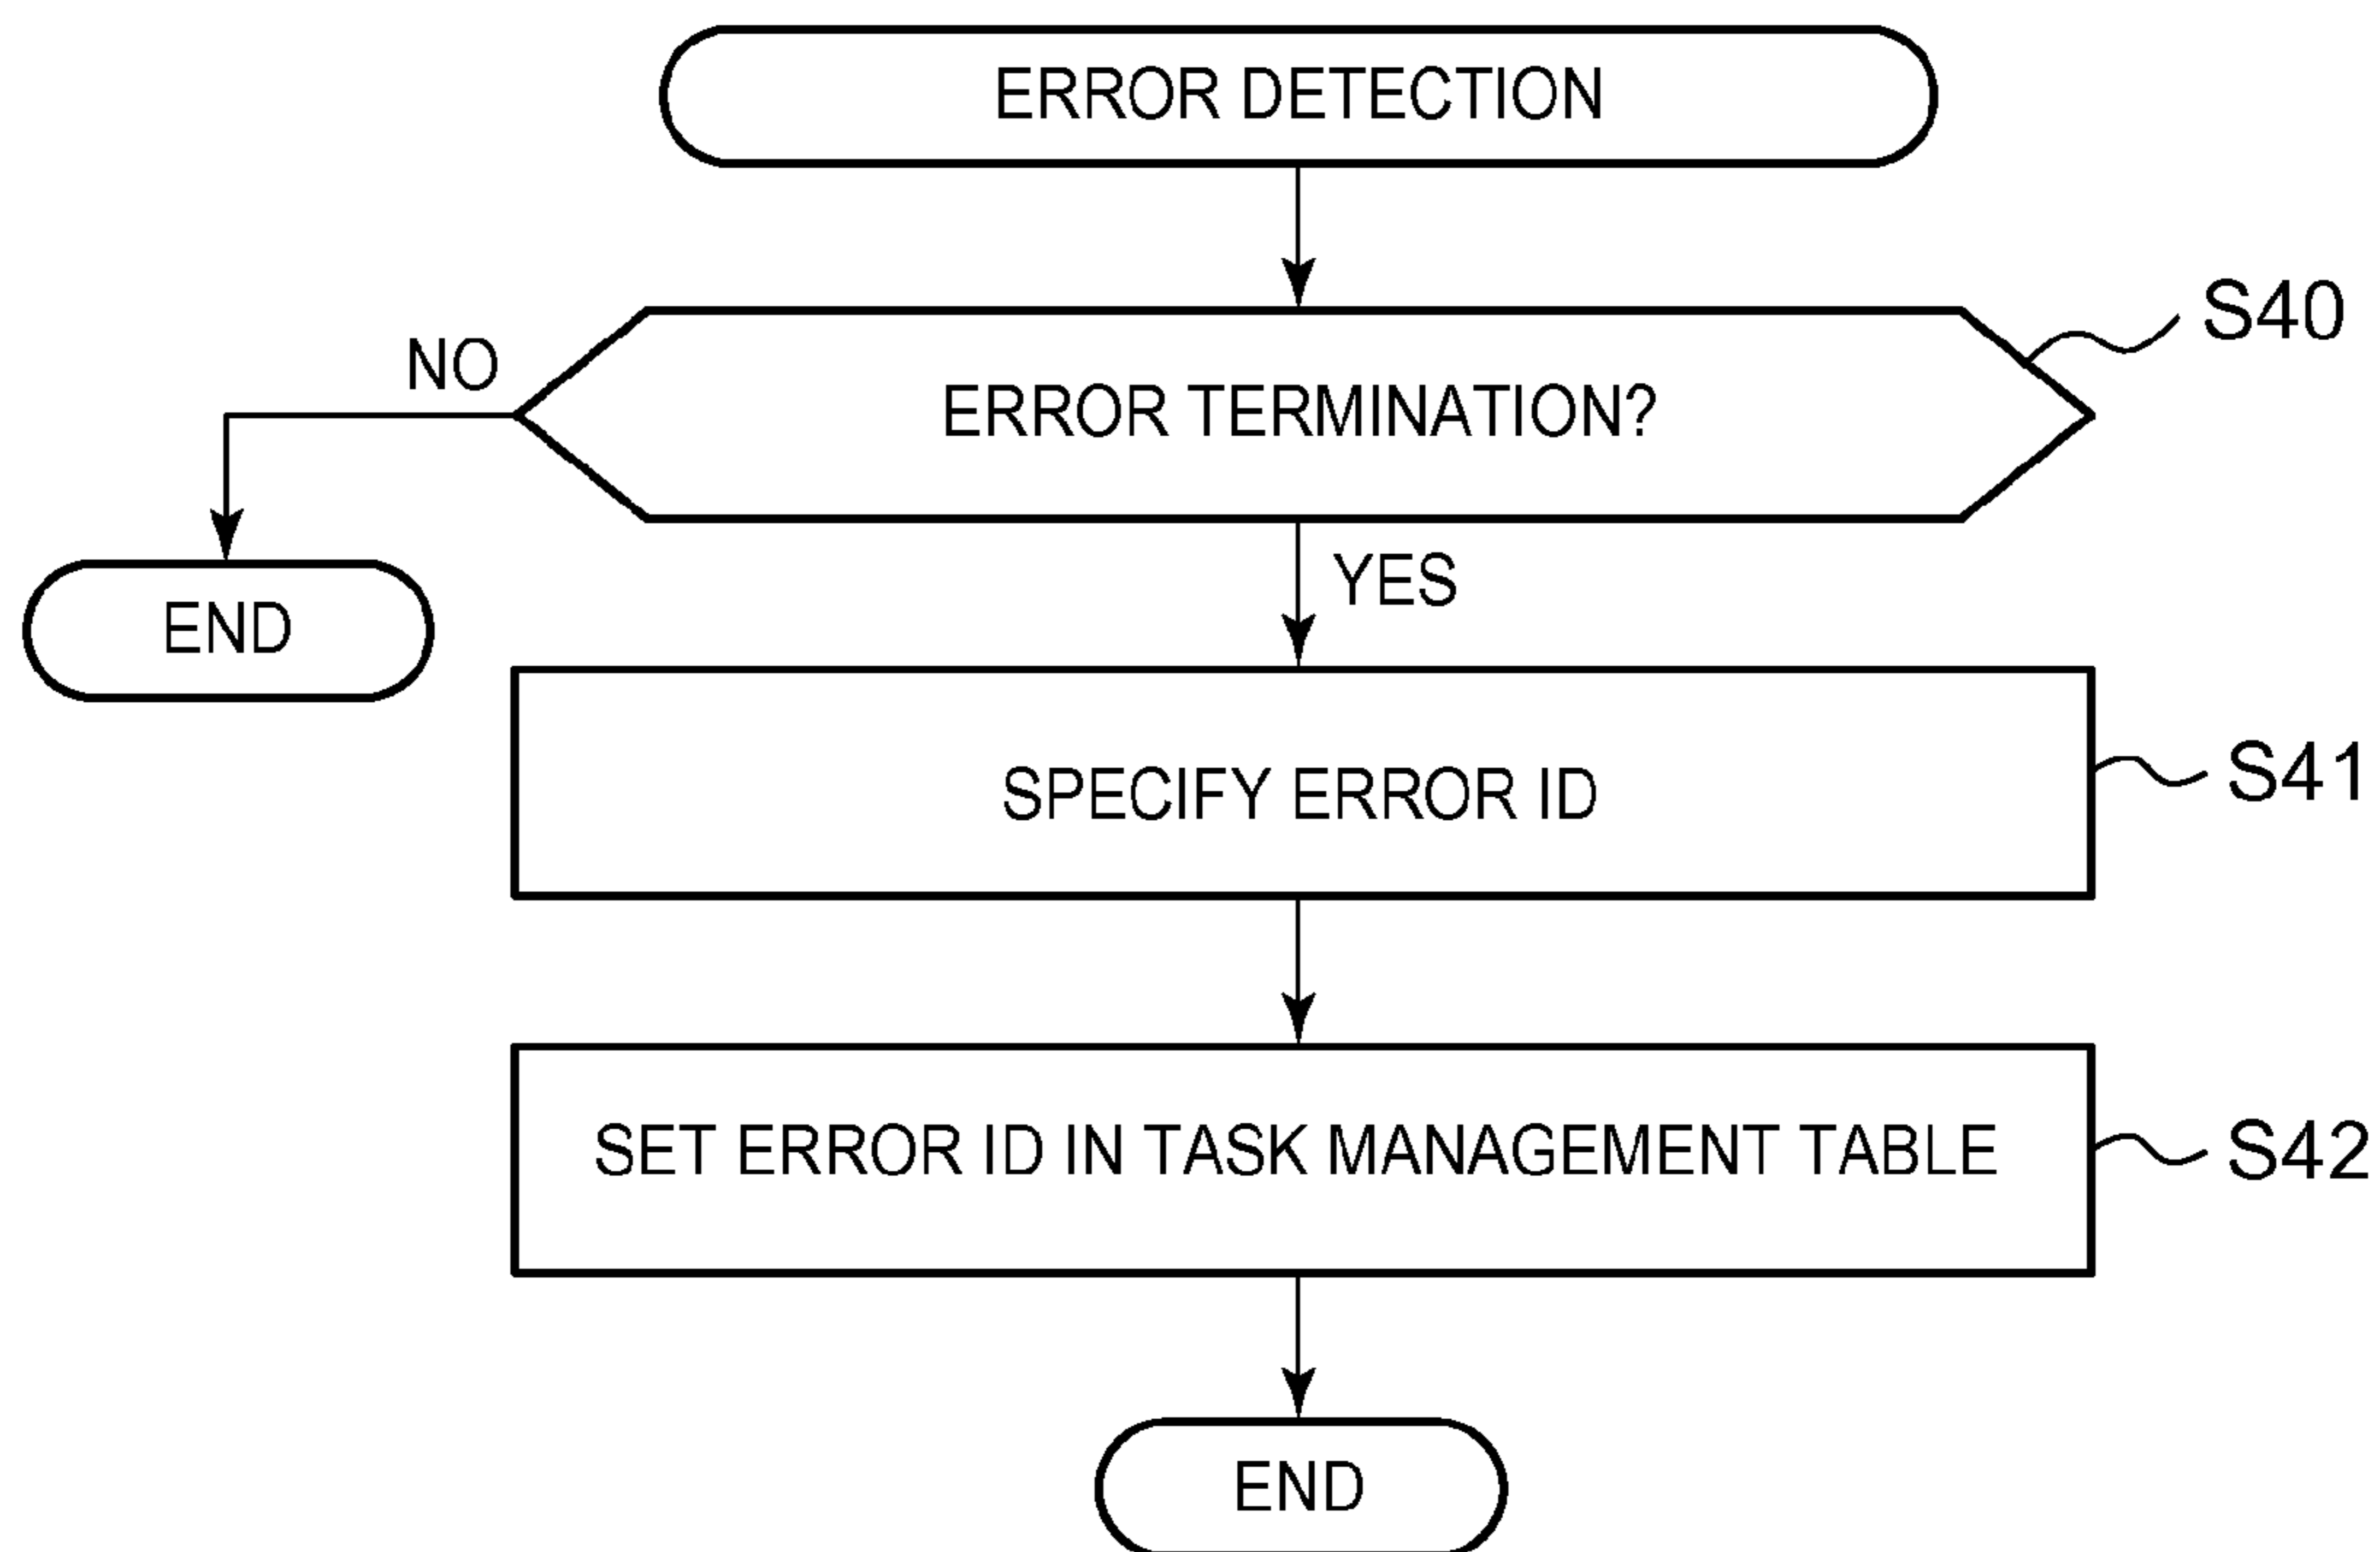 ERROR DETECTION
S40
NO
ERROR TERMINATION?
YES
END
SPECIFY ERROR ID
S41
SET ERROR ID IN TASK MANAGEMENT TABLE
S42
END